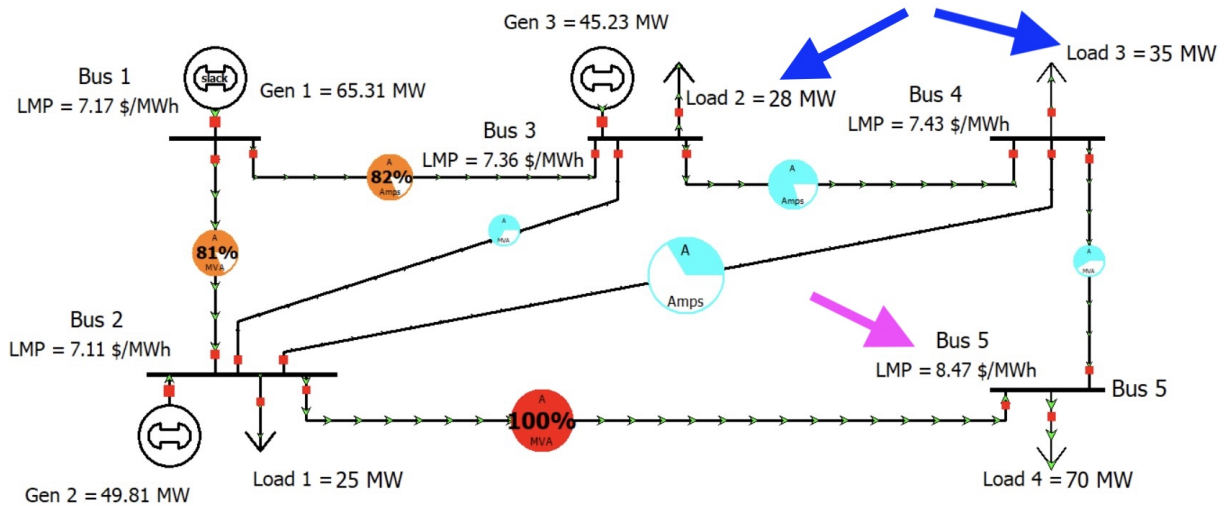 Gen 3 = 45.23 MW
Load 3 = 35 MW
Bus 1
slack
LMP = 7.17 $/MWh
Gen 1 = 65.31 MW
Load 2 = 28 MW
Bus 4
LMP = 7.43 $/MWh
Bus 3
LMP = 7.36 $/MWh
A
82%
Amps
A
Amps
A
MVA
A
81%
MVA
A
Amps
A
MVA
Bus 2
LMP = 7.11 $/MWh
Bus 5
LMP = 8.47 $/MWh
Bus 5
A
100%
MVA
Gen 2 = 49.81 MW
Load 1 = 25 MW
Load 4 = 70 MW